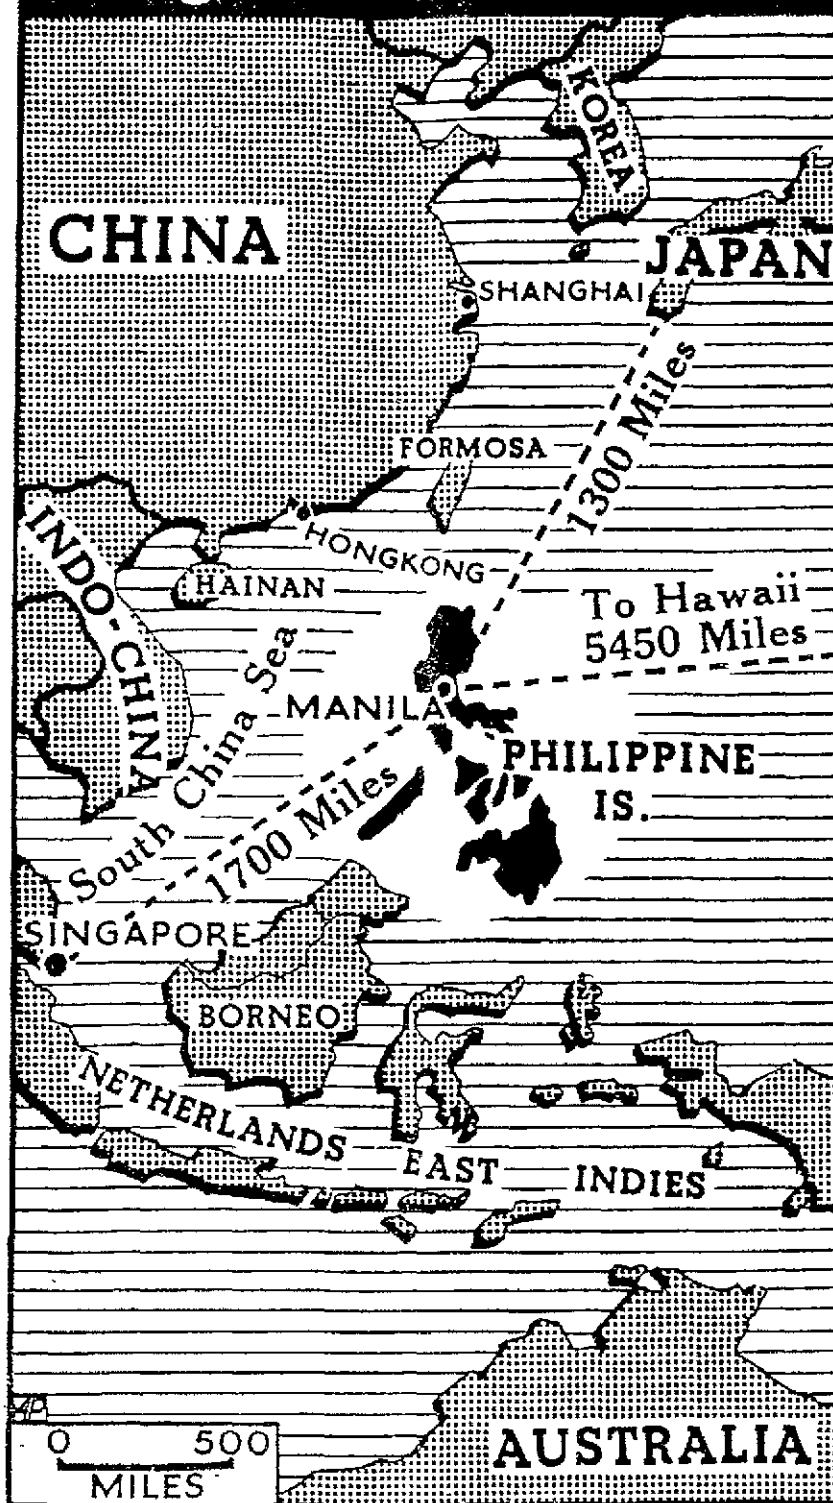 KOREA
CHINA
JAPAN
SHANGHAI
1300 Miles
FORMOSA
HONGKONG
INDO-CHINA
HAINAN
To Hawaii
5450 Miles
South China Sea
MANILA
PHILIPPINE
IS.
1700 Miles
SINGAPORE
BORNEO
NETHERLANDS EAST INDIES
AP
0 500
MILES
AUSTRALIA